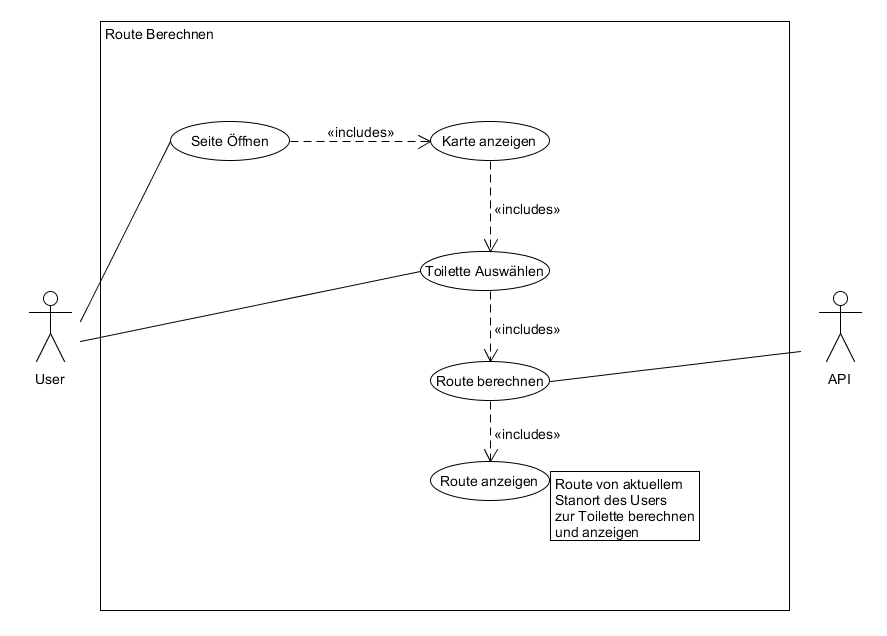 Route Berechnen
Seite Öffnen
«includes»
Karte anzeigen
«includes»
Toilette Auswählen
«includes»
User
Route berechnen
API
«includes»
Route anzeigen
Route von aktuellem
Stanort des Users
zur Toilette berechnen
und anzeigen